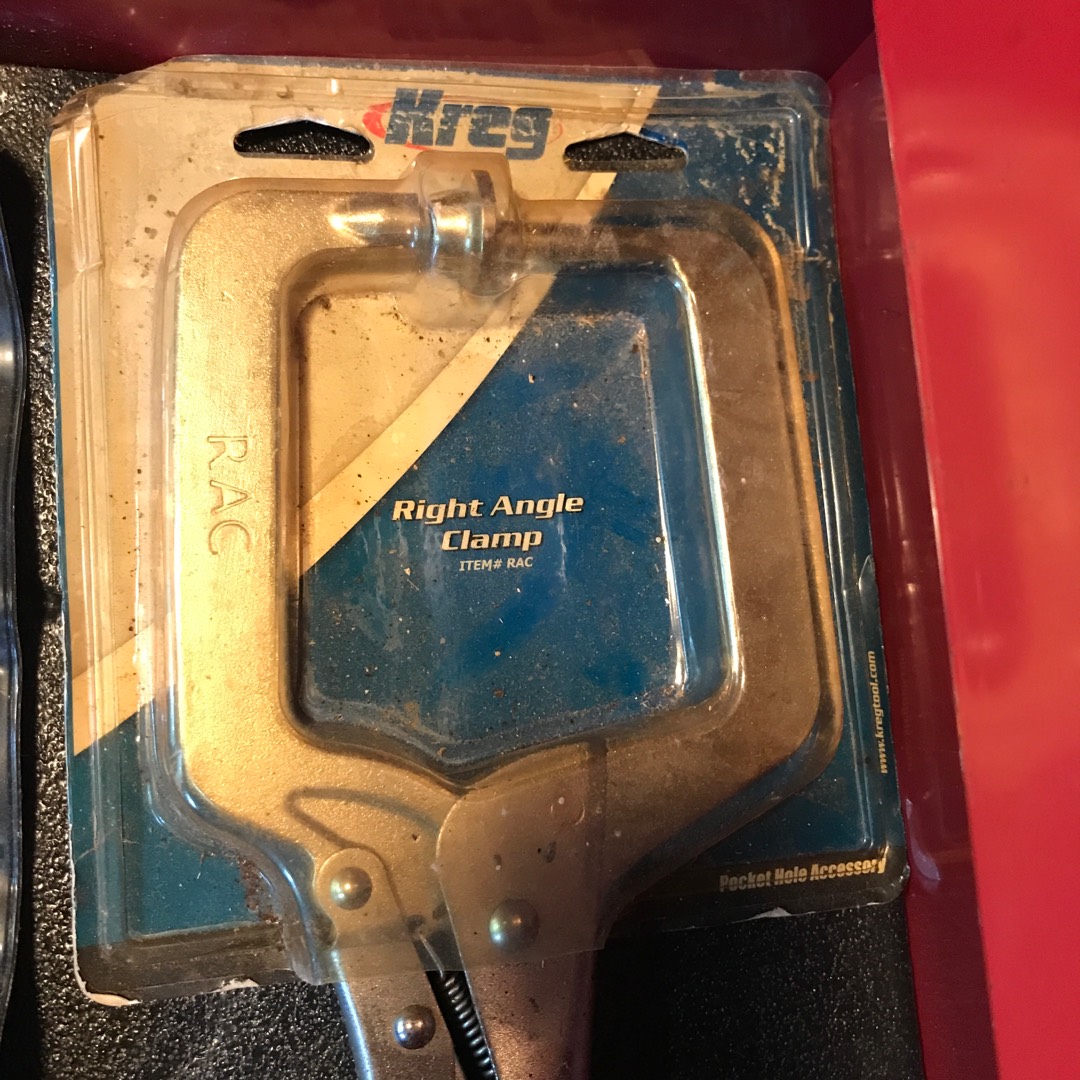 Kreg
RAC
Right Angle
Clamp
ITEM# RAC
www.kregtool.com
Pocket Hole Accessory